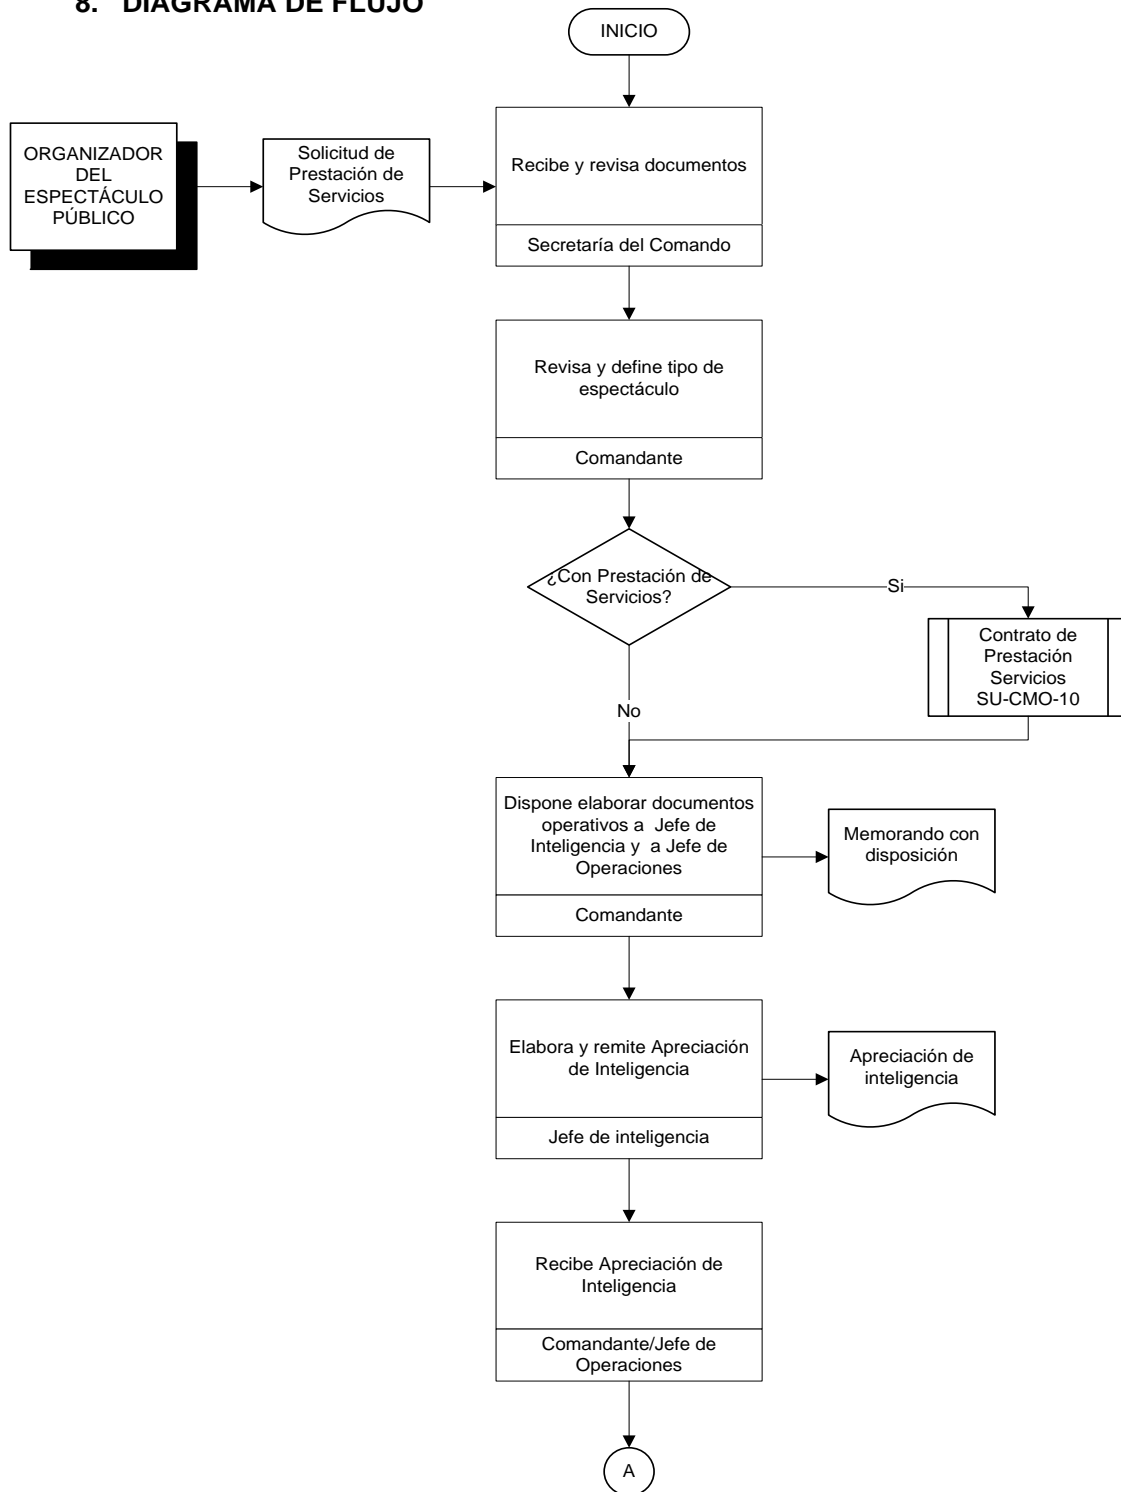 8. DIAGRAMA DE FLUJO
INICIO
ORGANIZADOR
DEL
ESPECTÁCULO
PÚBLICO
Solicitud de
Prestación de
Servicios
Recibe y revisa documentos
Secretaría del Comando
Revisa y define tipo de
espectáculo
Comandante
¿Con Prestación de
Servicios?
Si
Contrato de
Prestación
Servicios
SU-CMO-10
No
Dispone elaborar documentos
operativos a Jefe de
Inteligencia y a Jefe de
Operaciones
Comandante
Memorando con
disposición
Elabora y remite Apreciación
de Inteligencia
Jefe de inteligencia
Apreciación de
inteligencia
Recibe Apreciación de
Inteligencia
Comandante/Jefe de
Operaciones
A